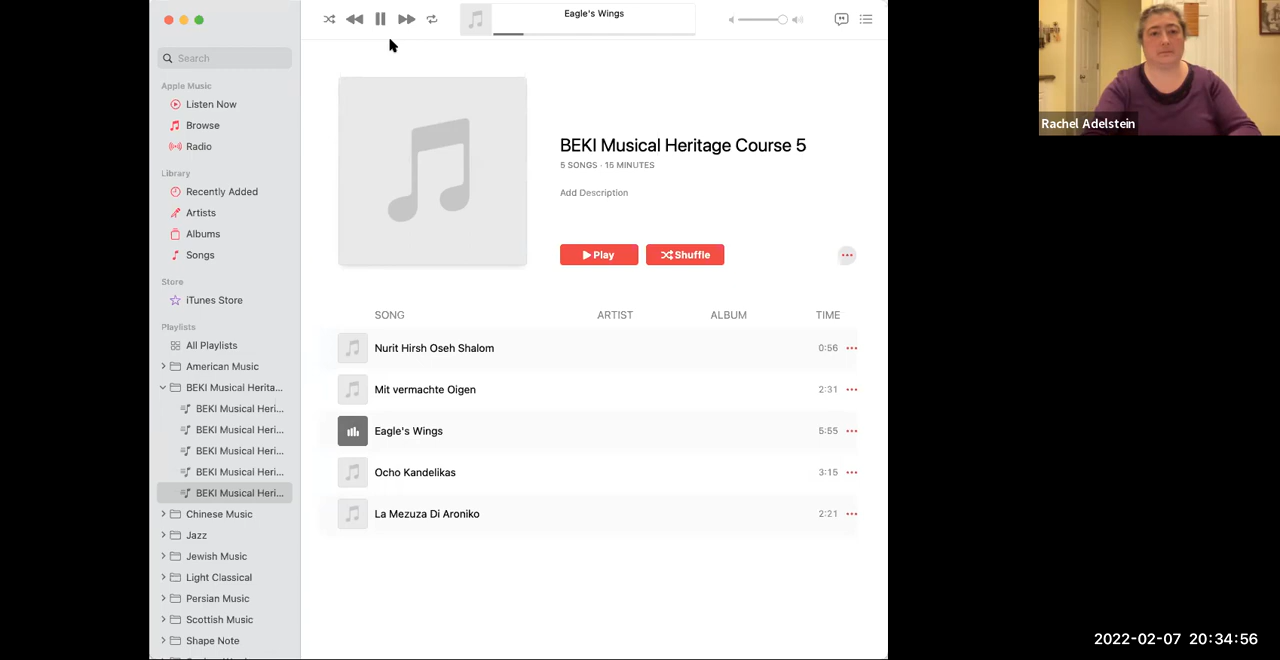 Eagle's Wings
Search
Apple Music
Listen Now
Browse
Radio
Library
Recently Added
Artists
Albums
Songs
Store
iTunes Store
Playlists
All Playlists
American Music
BEKI Musical Herita...
BEKI Musical Heri...
BEKI Musical Heri...
BEKI Musical Heri...
BEKI Musical Heri...
BEKI Musical Heri...
Chinese Music
Jazz
Jewish Music
Light Classical
Persian Music
Scottish Music
Shape Note
BEKI Musical Heritage Course 5
5 SONGS · 15 MINUTES
Add Description
Play Shuffle
SONG ARTIST ALBUM TIME
Nurit Hirsh Oseh Shalom 0:56
Mit vermachte Oigen 2:31
Eagle's Wings 5:55
Ocho Kandelikas 3:15
La Mezuza Di Aroniko 2:21
Rachel Adelstein
2022-02-07 20:34:56